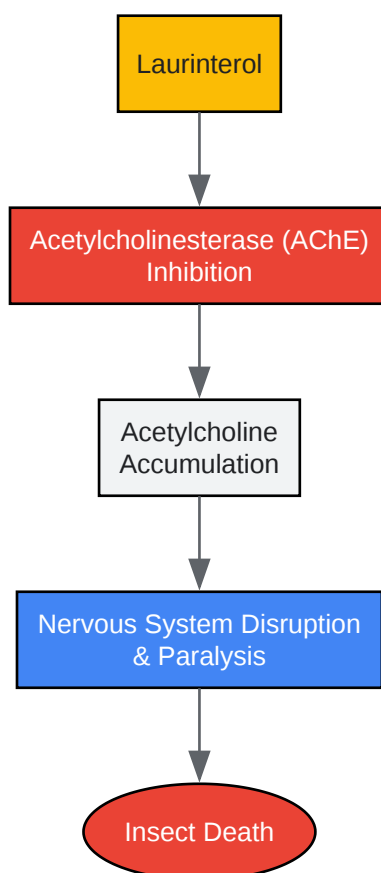 Laurinterol
Acetylcholinesterase (AChE)
Inhibition
Acetylcholine
Accumulation
Nervous System Disruption
& Paralysis
Insect Death